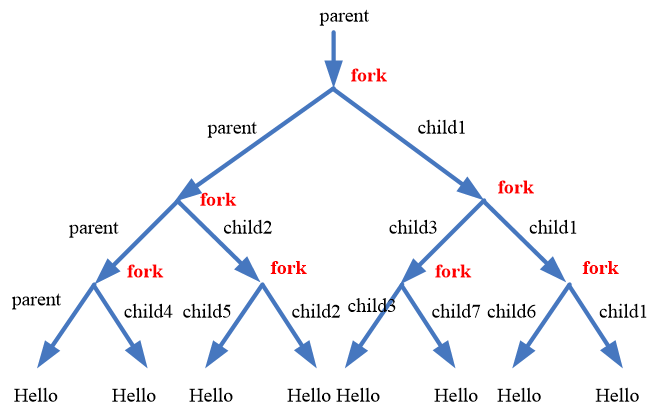 parent
fork
parent child1
fork fork
parent child2 child3 child1
fork fork fork fork
parent child4 child5 child2 child3 child7 child6 child1
Hello Hello Hello Hello Hello Hello Hello Hello